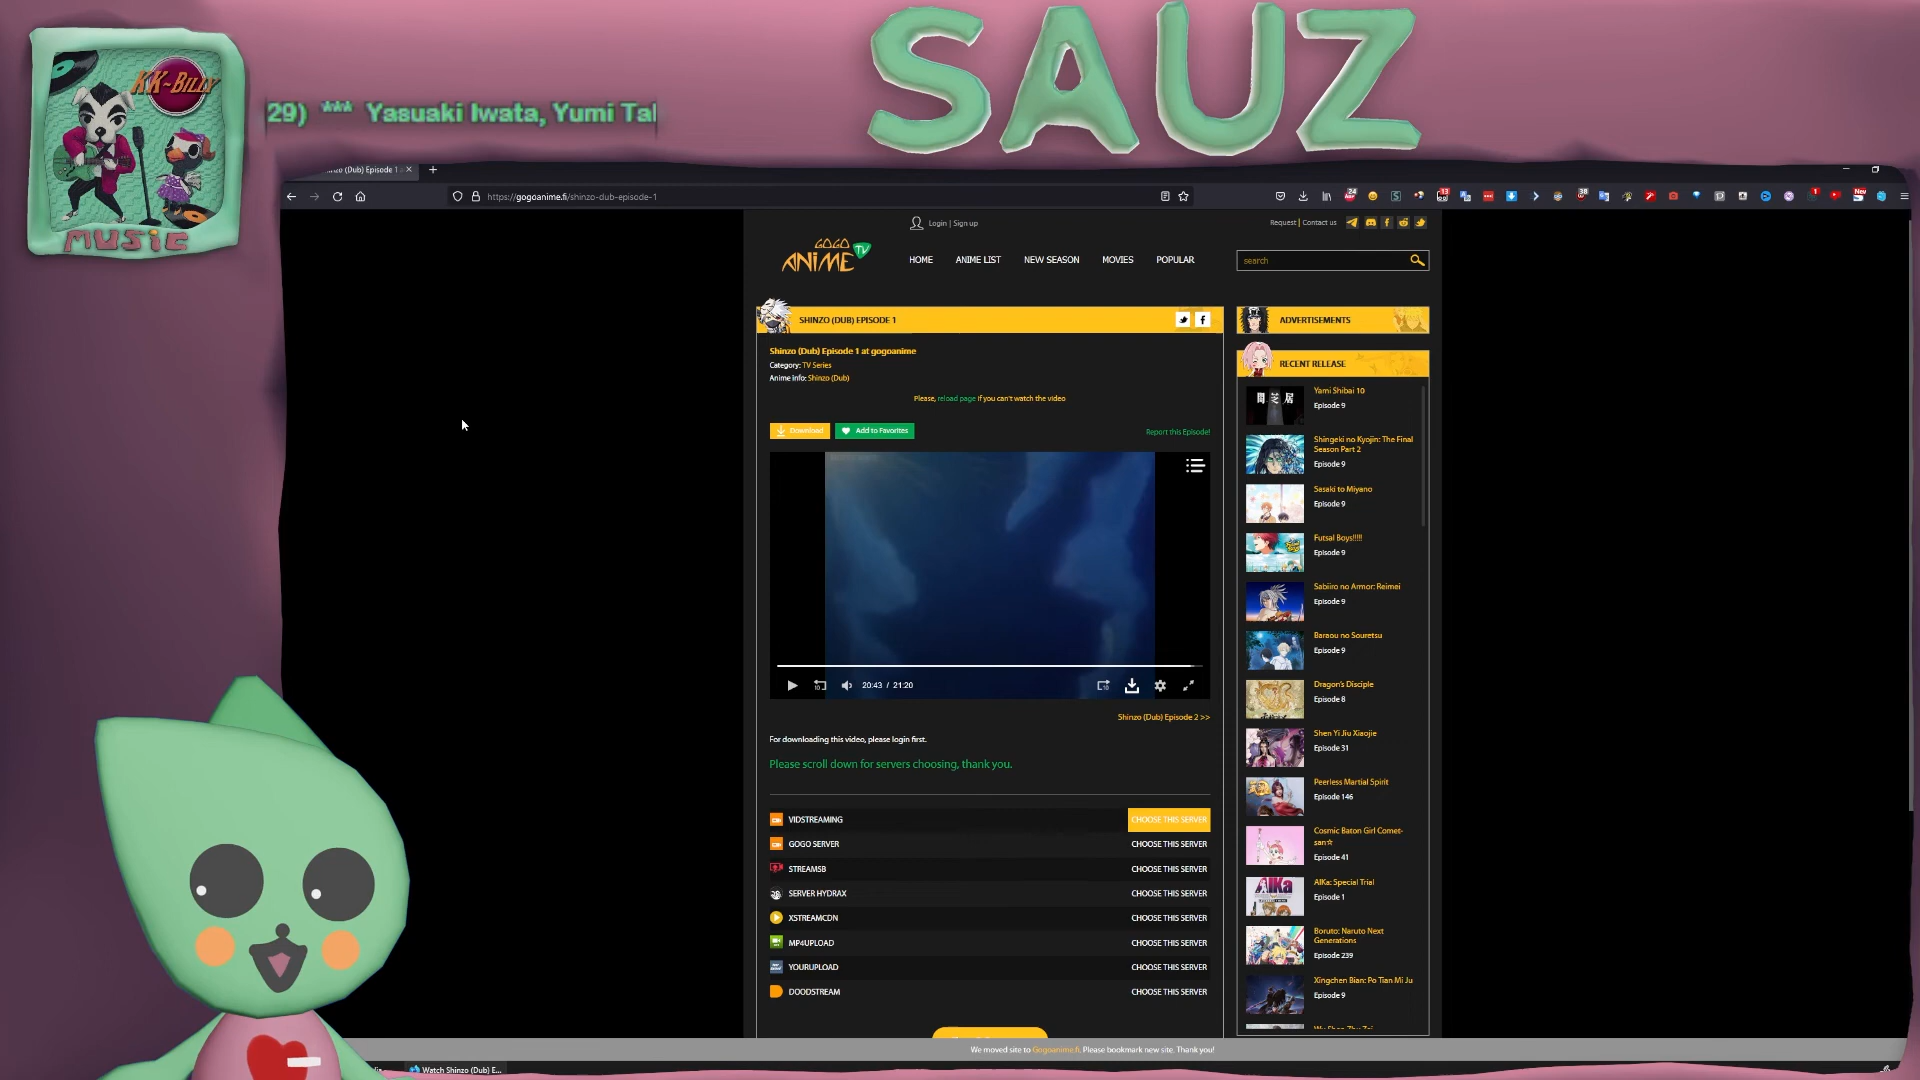 SAUZ
KK~BILLY
MUSIC
29) *** Yasuaki Iwata, Yumi Ta
(Dub) Episode 1
https://gogoanime.fi/shinzo-dub-episode-1
24
13
38
1
New
Login | Sign up
Request | Contact us
GOGO ANIME TV
HOME
ANIME LIST
NEW SEASON
MOVIES
POPULAR
search
SHINZO (DUB) EPISODE 1
Shinzo (Dub) Episode 1 at gogoanime
Category: TV Series
Anime info: Shinzo (Dub)
Please, reload page if you can't watch the video
Download
Add to Favorites
Report this Episode!
20:43 / 21:20
Shinzo (Dub) Episode 2 >>
For downloading this video, please login first.
Please scroll down for servers choosing, thank you.
VIDSTREAMING CHOOSE THIS SERVER
GOGO SERVER CHOOSE THIS SERVER
STREAMSB CHOOSE THIS SERVER
SERVER HYDRAX CHOOSE THIS SERVER
XSTREAMCDN CHOOSE THIS SERVER
MP4UPLOAD CHOOSE THIS SERVER
YOURUPLOAD CHOOSE THIS SERVER
DOODSTREAM CHOOSE THIS SERVER
ADVERTISEMENTS
RECENT RELEASE
闇芝居
Yami Shibai 10
Episode 9
Shingeki no Kyojin: The Final
Season Part 2
Episode 9
Sasaki to Miyano
Episode 9
Futsal Boys!!!!!
Episode 9
Sabiiro no Armor: Reimei
Episode 9
Baraou no Souretsu
Episode 9
Dragon's Disciple
Episode 8
Shen Yi Jiu Xiaojie
Episode 31
Peerless Martial Spirit
Episode 146
Cosmic Baton Girl Comet-
san☆
Episode 41
AIKa
AIKa: Special Trial
Episode 1
Boruto: Naruto Next
Generations
Episode 239
Xingchen Bian: Po Tian Mi Ju
Episode 9
We moved site to Gogoanime.fi. Please bookmark new site. Thank you!
Watch Shinzo (Dub) E...